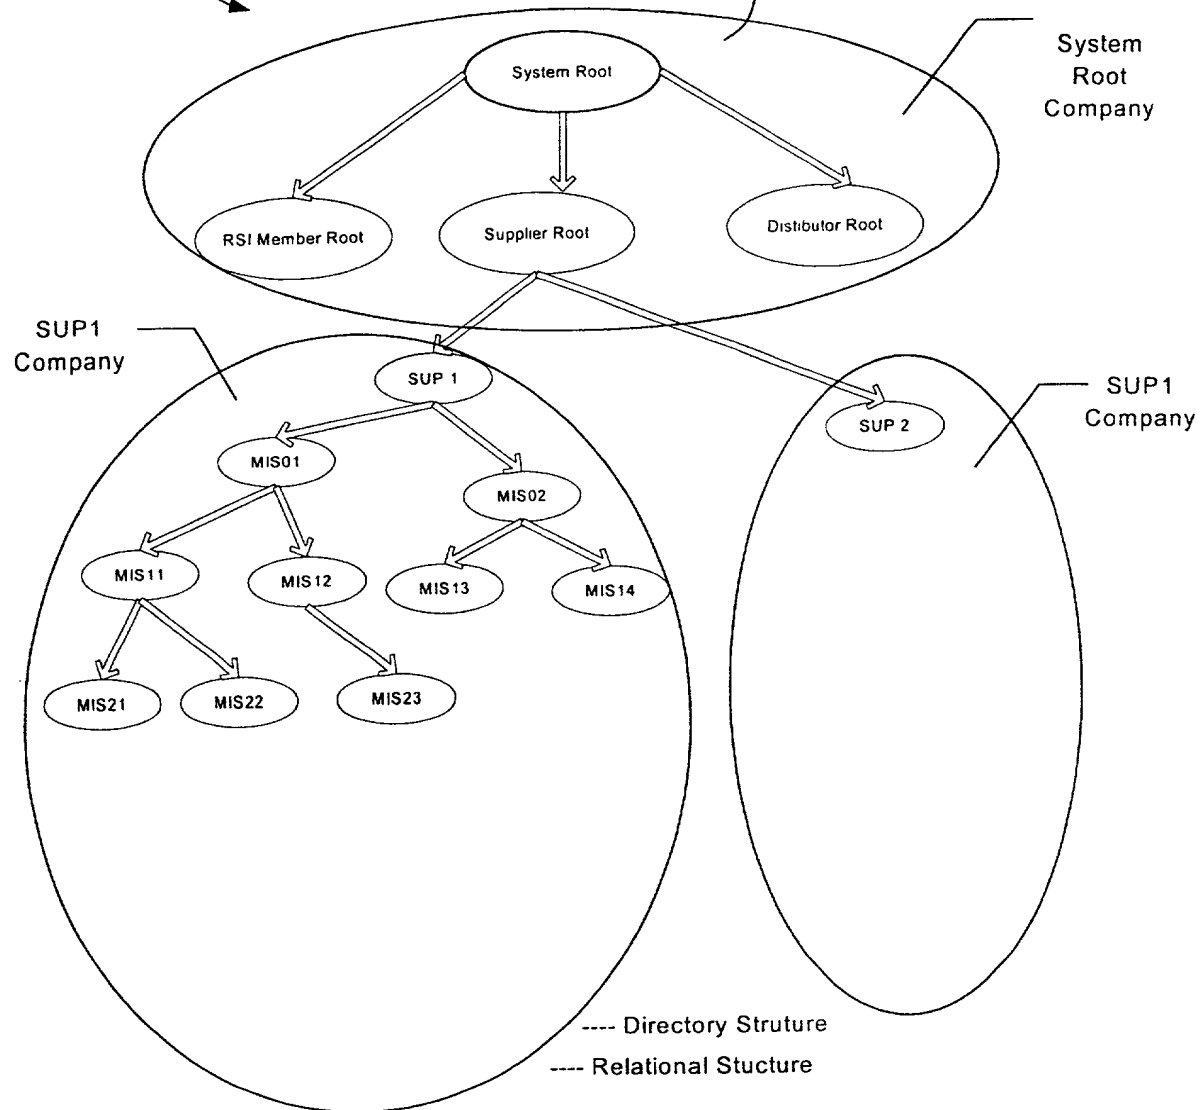 System Root
System
Root
Company
RSI Member Root
Supplier Root
Distibutor Root
SUP1
Company
SUP 1
SUP1
Company
SUP 2
MIS01
MIS02
MIS11
MIS12
MIS13
MIS14
MIS21
MIS22
MIS23
---- Directory Struture
---- Relational Stucture